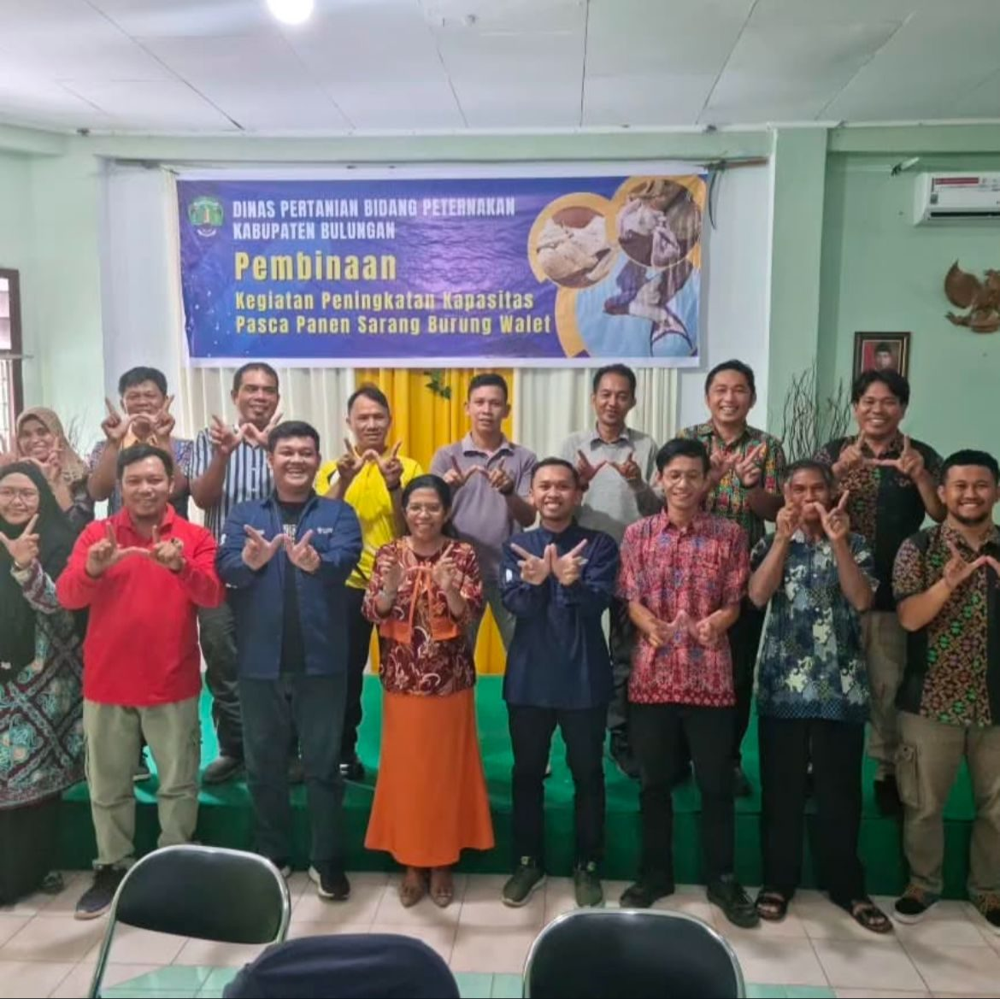 DINAS PERTANIAN BIDANG PETERNAKAN
KABUPATEN BULUNGAN
Pembinaan
Kegiatan Peningkatan Kapasitas
Pasca Panen Sarang Burung Walet